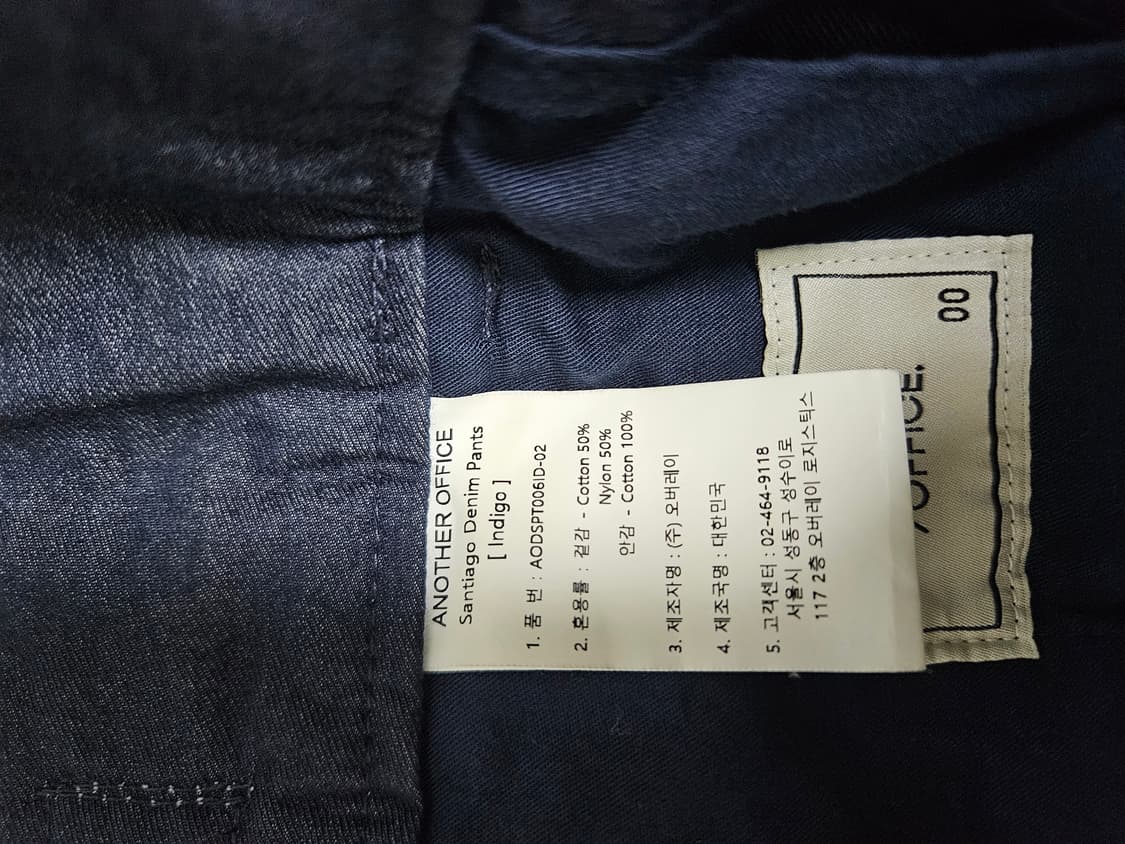 ANOTHER OFFICE
Santiago Denim Pants
[ Indigo ]
1. 품 번 : AODSPT006ID-02
2. 혼용률 : 겉감 - Cotton 50%
Nylon 50%
안감 - Cotton 100%
3. 제조자명 : (주) 오버레이
4. 제조국명 : 대한민국
5. 고객센터 : 02-464-9118
서울시 성동구 성수이로
117 2층 오버레이 로지스틱스
OFFICE.
00